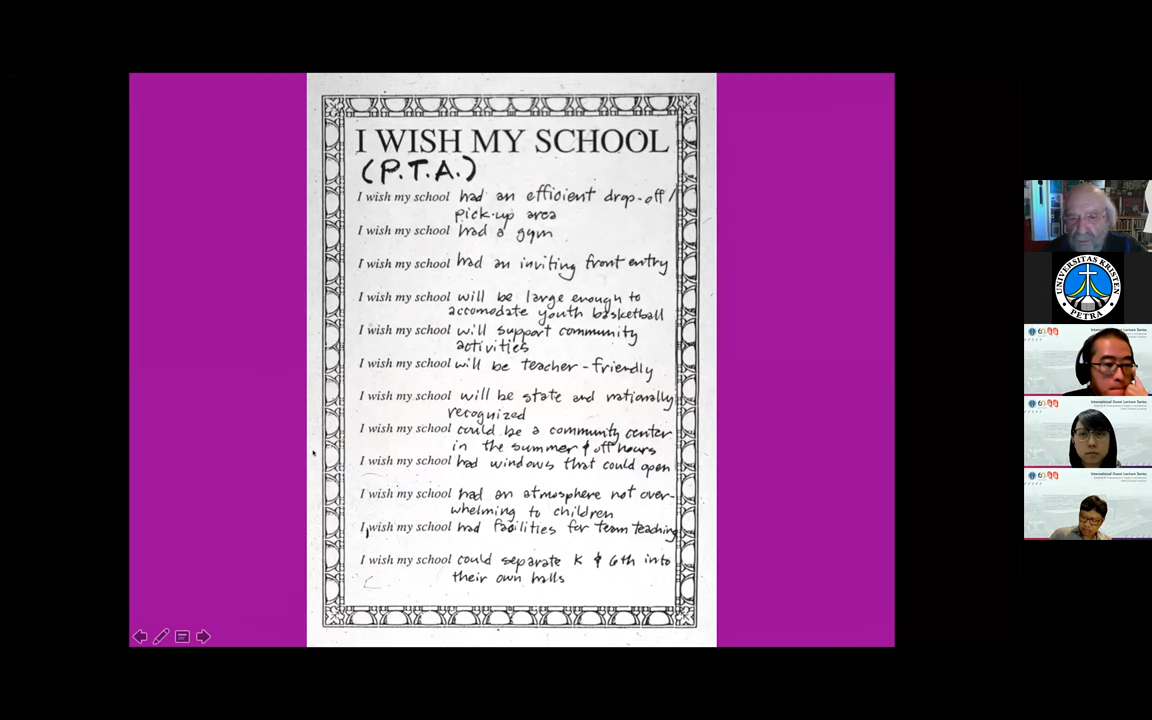 I WISH MY SCHOOL
(P.T.A.)
I wish my school had an efficient drop-off/
pick-up area
I wish my school had a gym
I wish my school had an inviting front entry
I wish my school will be large enough to
accomodate youth basketball
I wish my school will support community
activities
I wish my school will be teacher-friendly
I wish my school will be state and nationally
recognized
I wish my school could be a community center
in the summer & off hours
I wish my school had windows that could open
I wish my school had an atmosphere not over-
whelming to children
I wish my school had facilities for team teaching
I wish my school could separate K & 6th into
their own halls
UNIVERSITAS KRISTEN
PETRA